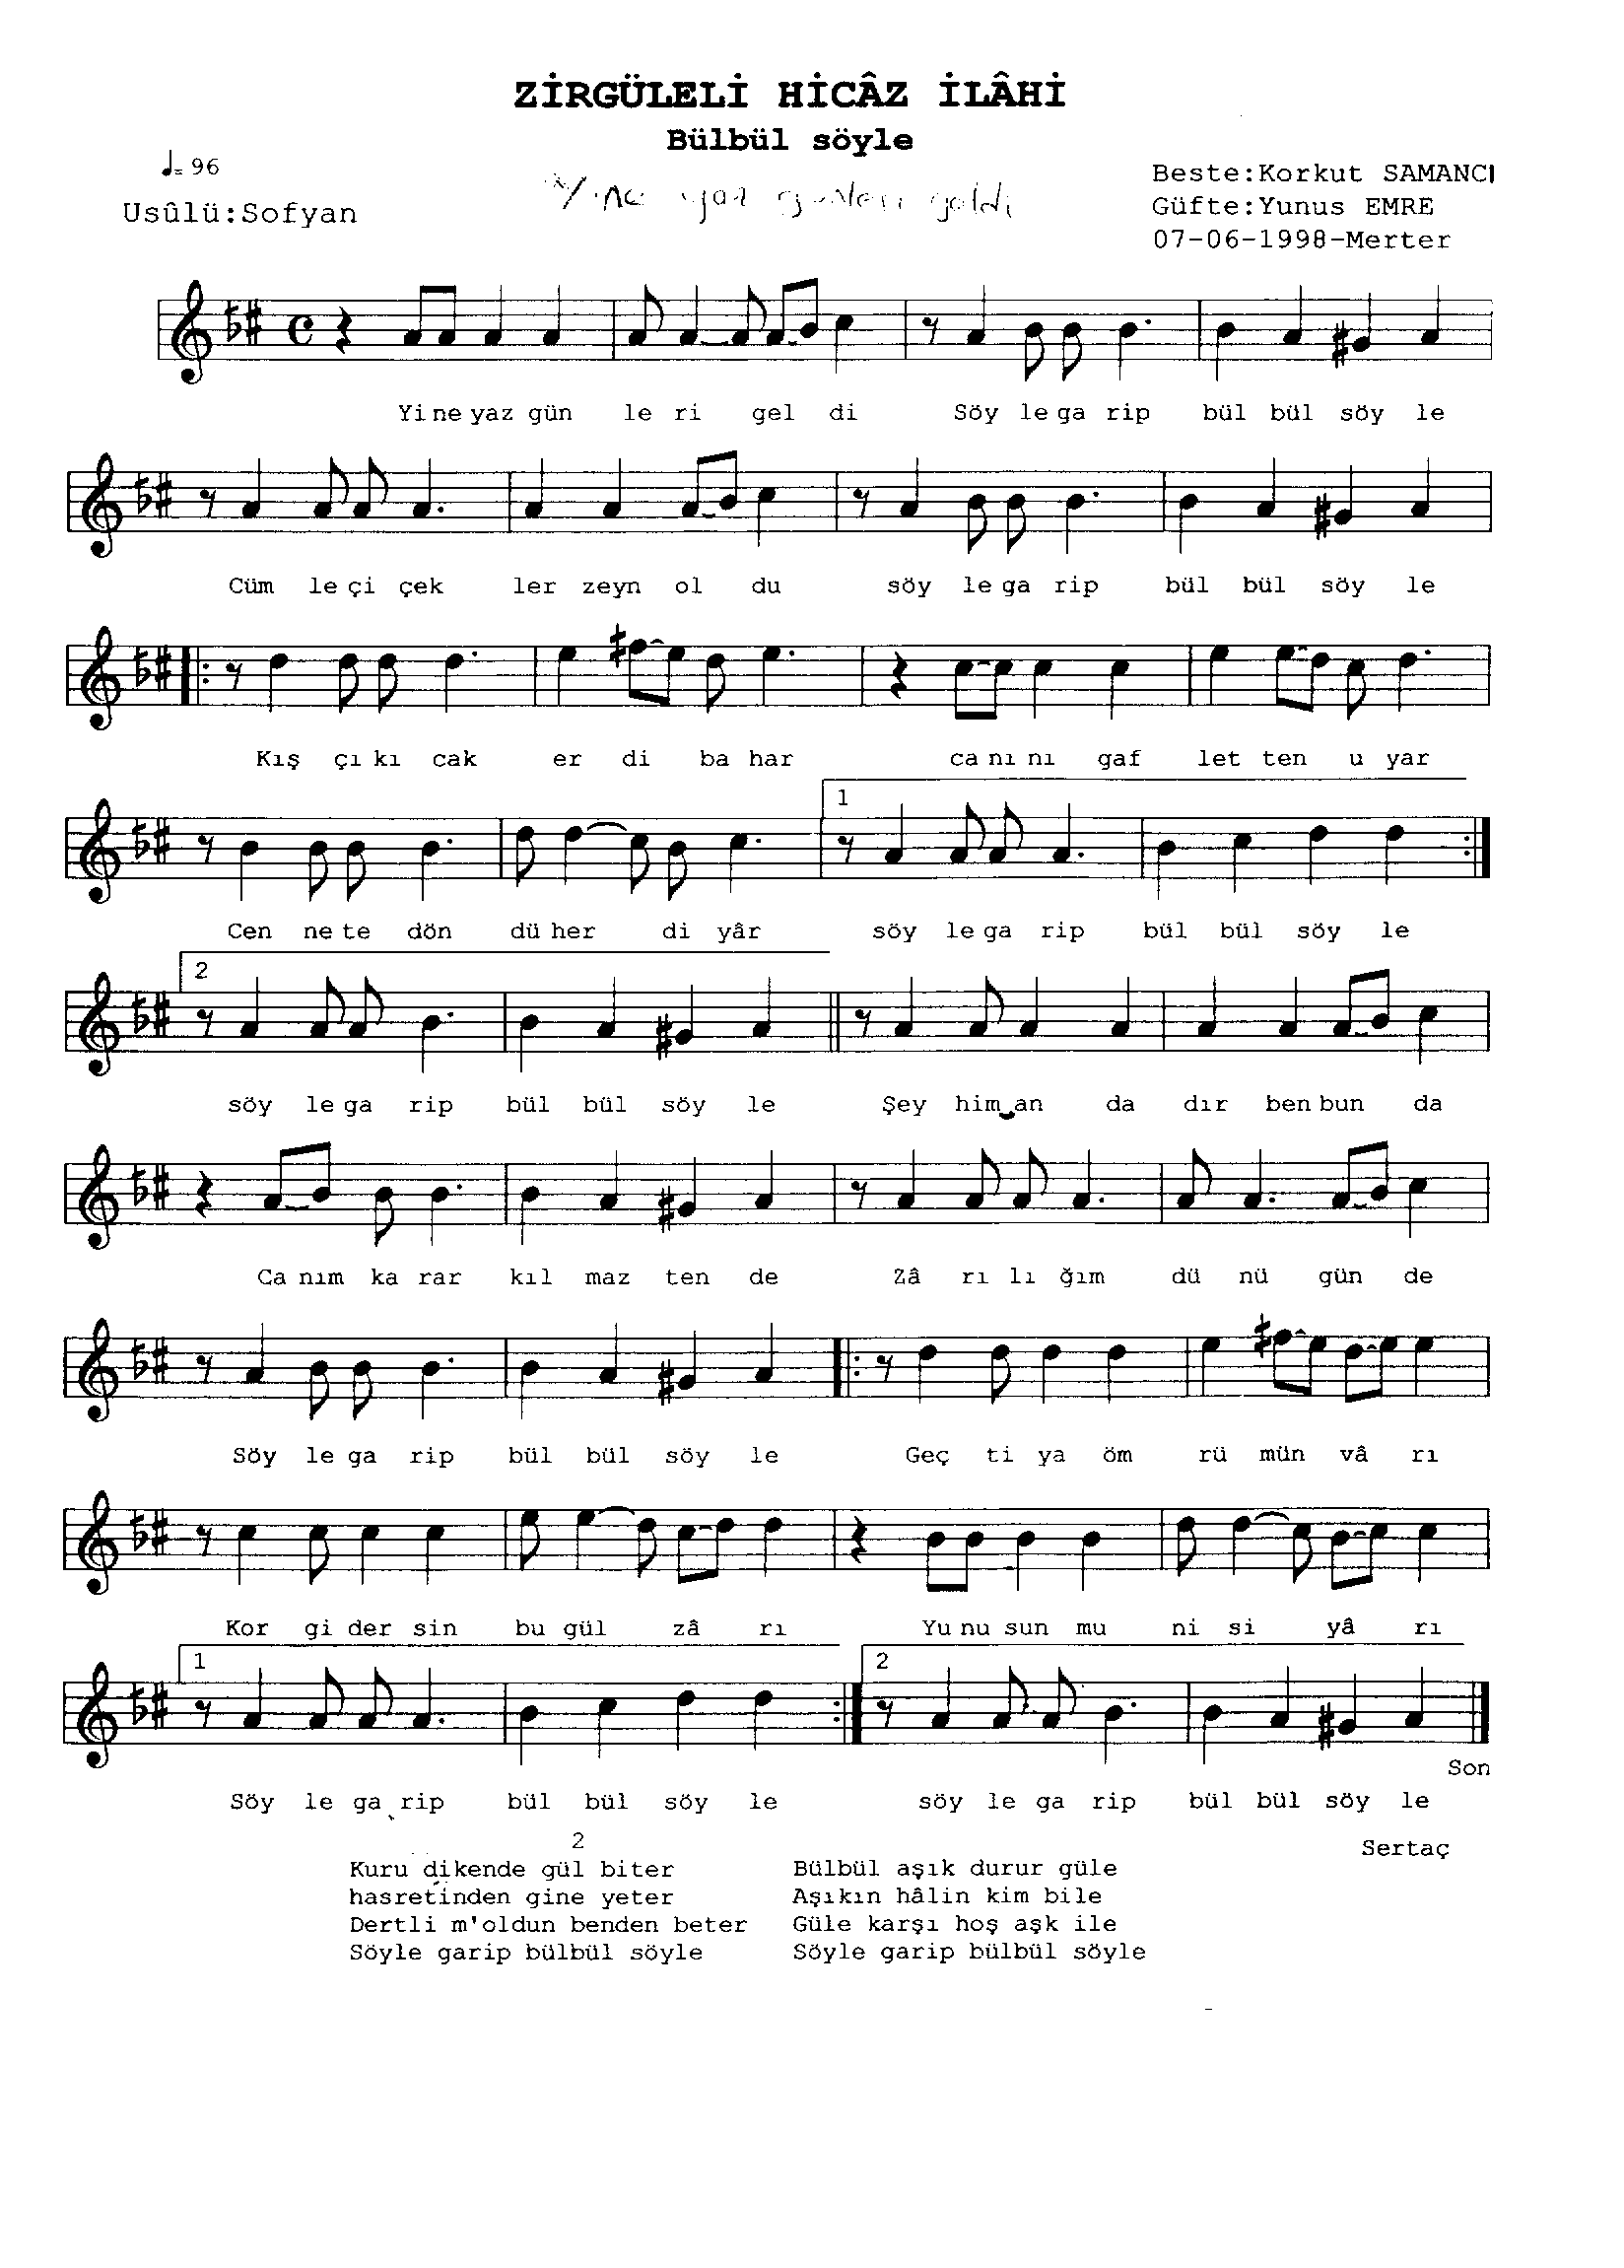 ZİRGÜLELİ HİCÂZ İLÂHİ
Bülbül söyle
♩=96
Yine yaz günleri geldi
Usûlü:Sofyan
Beste:Korkut SAMANCI
Güfte:Yunus EMRE
07-06-1998-Merter
Yi ne yaz gün le ri gel di Söy le ga rip bül bül söy le
Cüm le çi çek ler zeyn ol du söy le ga rip bül bül söy le
Kış çı kı cak er di ba har ca nı nı gaf let ten u yar
1
Cen ne te dön dü her di yâr söy le ga rip bül bül söy le
2
söy le ga rip bül bül söy le Şey him an da dır ben bun da
Ca nım ka rar kıl maz ten de Zâ rı lı ğım dü nü gün de
Söy le ga rip bül bül söy le Geç ti ya öm rü mün vâ rı
Kor gi der sin bu gül zâ rı Yu nu sun mu ni si yâ rı
1 2
Son
Söy le ga rip bül bül söy le söy le ga rip bül bül söy le
Sertaç
2
Kuru dikende gül biter
hasretinden gine yeter
Dertli m'oldun benden beter
Söyle garip bülbül söyle
Bülbül aşık durur güle
Aşıkın hâlin kim bile
Güle karşı hoş aşk ile
Söyle garip bülbül söyle